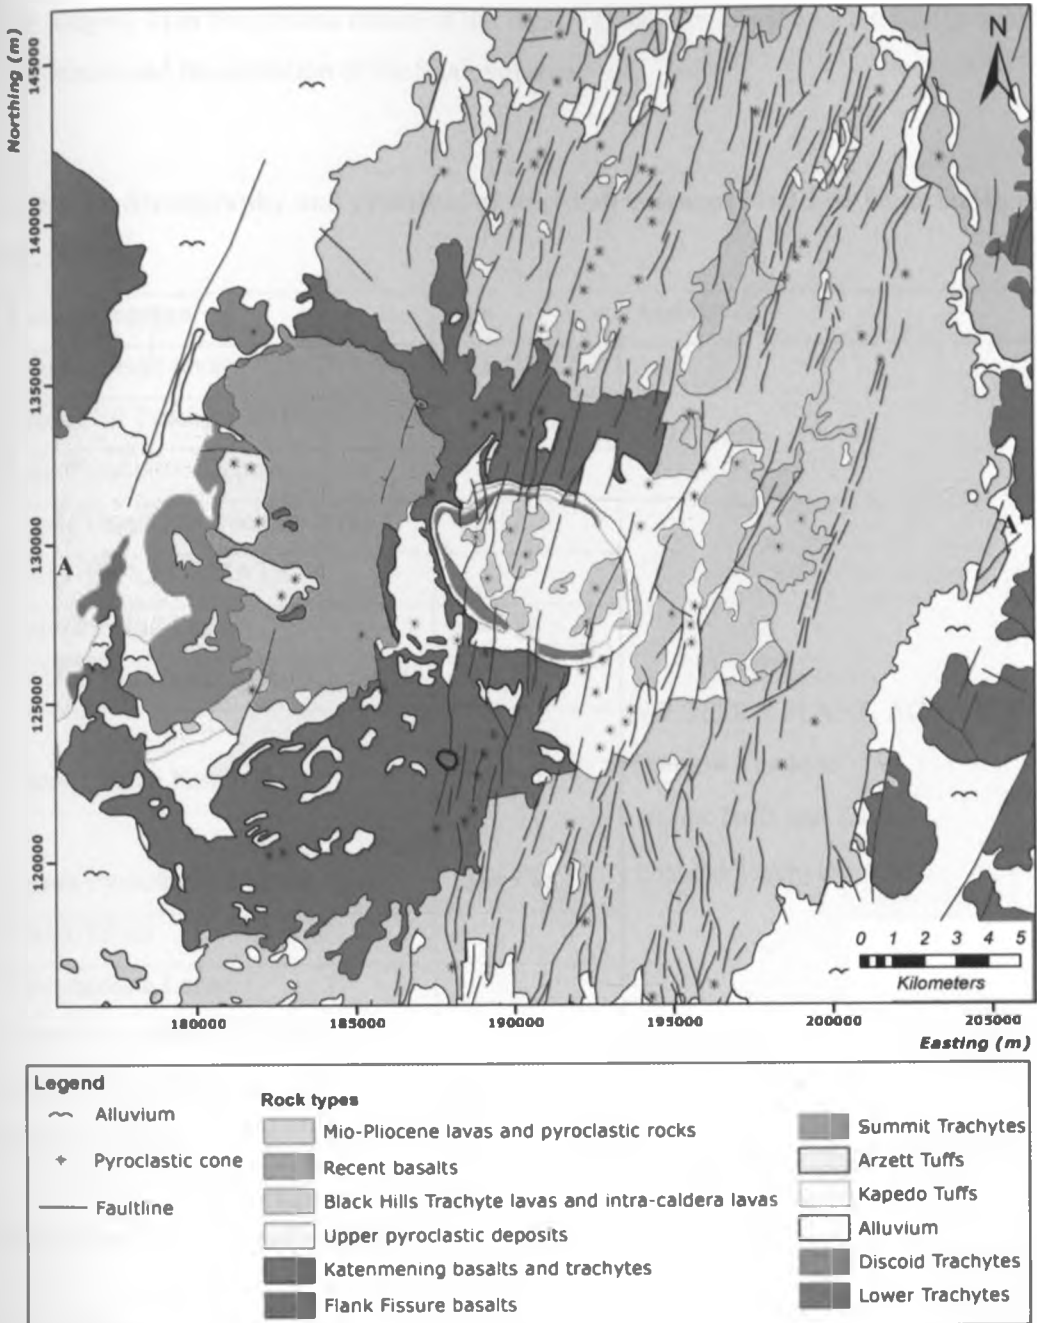 Northing (m)
145000
140000
135000
130000
125000
120000
N
A
A
0 1 2 3 4 5
Kilometers
180000 185000 190000 195000 200000 205000
Easting (m)
Legend
Alluvium
Pyroclastic cone
Faultline
Rock types
Mio-Pliocene lavas and pyroclastic rocks
Recent basalts
Black Hills Trachyte lavas and intra-caldera lavas
Upper pyroclastic deposits
Katenmening basalts and trachytes
Flank Fissure basalts
Summit Trachytes
Arzett Tuffs
Kapedo Tuffs
Alluvium
Discoid Trachytes
Lower Trachytes